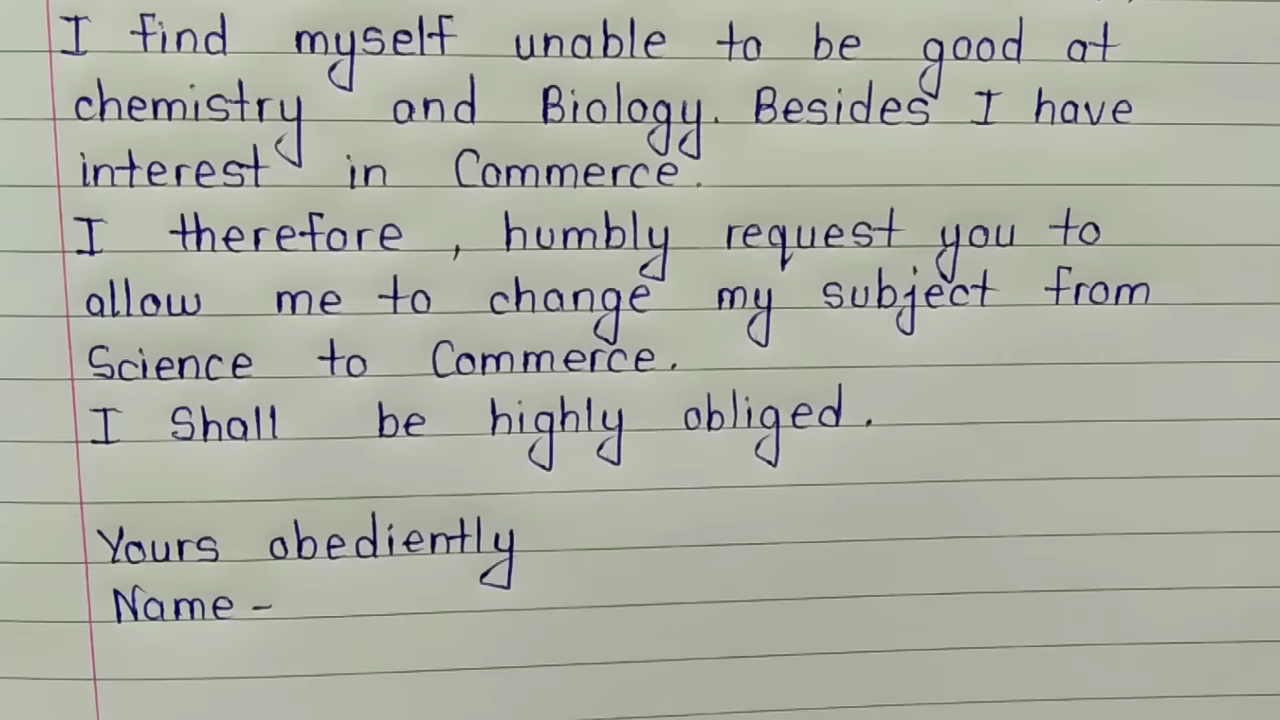 I find myself unable to be good at
chemistry and Biology. Besides I have
interest in Commerce.
I therefore, humbly request you to
allow me to change my subject from
Science to Commerce.
I Shall be highly obliged.
Yours obediently
Name -